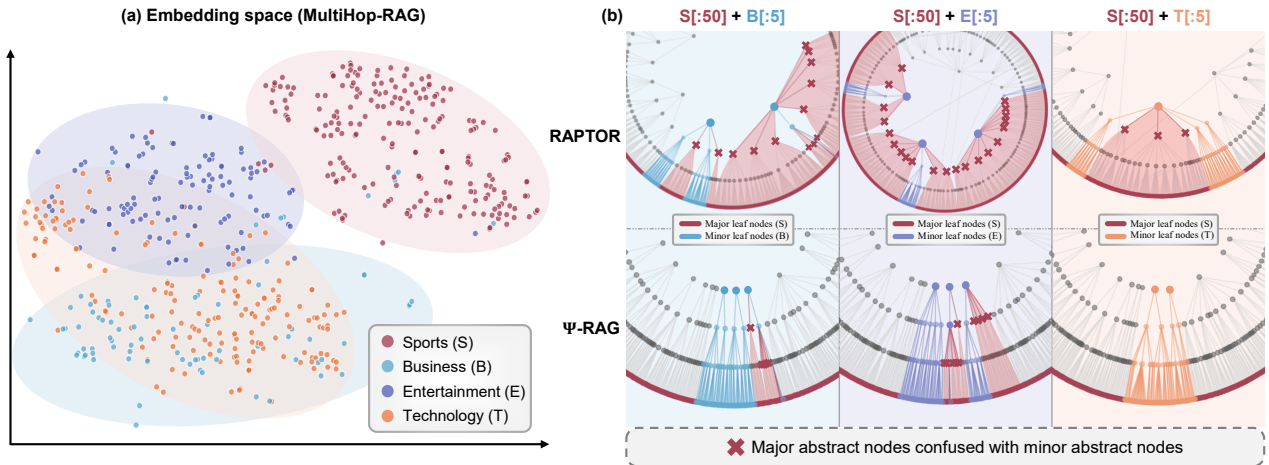 (a) Embedding space (MultiHop-RAG)
Sports (S)
Business (B)
Entertainment (E)
Technology (T)
(b)
S[:50] + B[:5]
S[:50] + E[:5]
S[:50] + T[:5]
RAPTOR
Major leaf nodes (S)
Minor leaf nodes (B)
Major leaf nodes (S)
Minor leaf nodes (E)
Major leaf nodes (S)
Minor leaf nodes (T)
Ψ-RAG
Major abstract nodes confused with minor abstract nodes